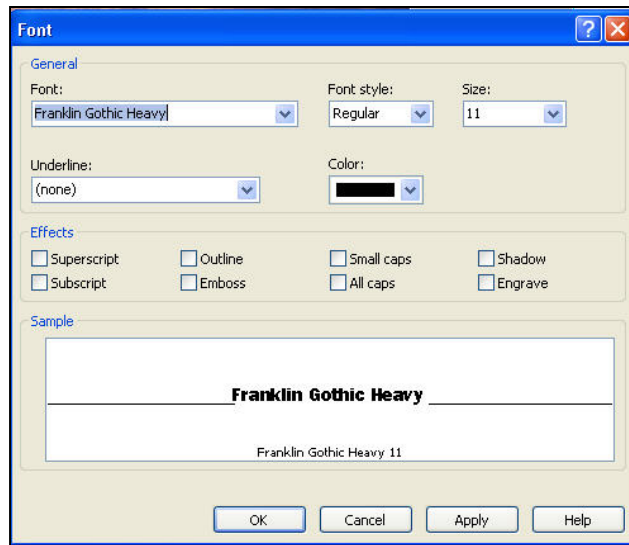 Font
General
Font: Font style: Size:
Franklin Gothic Heavy Regular 11
Underline: Color:
(none)
Effects
Superscript Outline Small caps Shadow
Subscript Emboss All caps Engrave
Sample
Franklin Gothic Heavy
Franklin Gothic Heavy 11
OK Cancel Apply Help